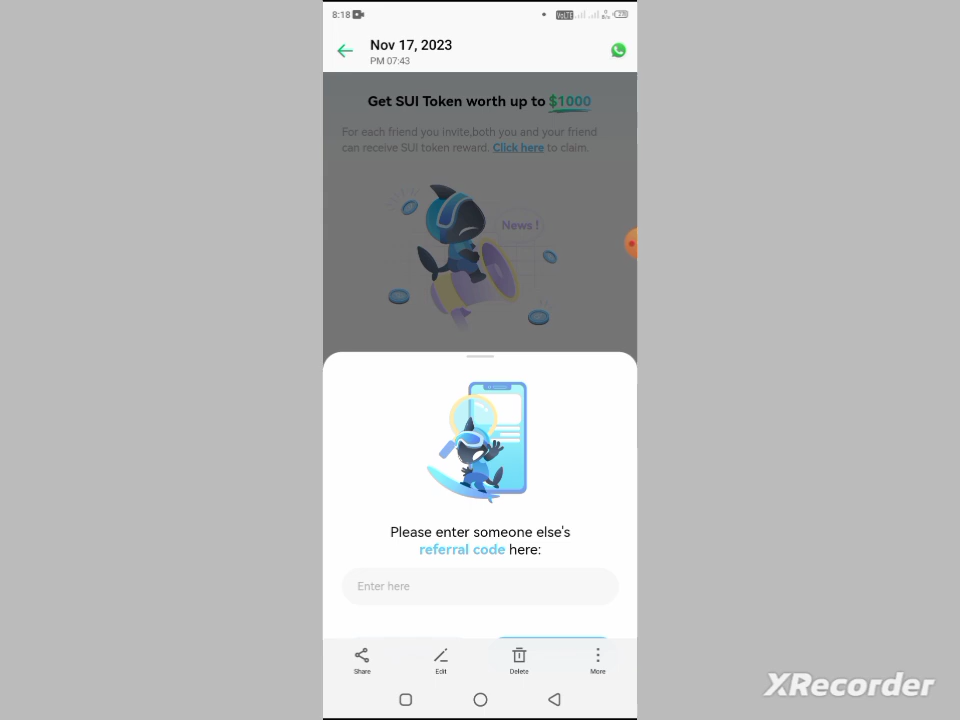 8:18
VoLTE
Nov 17, 2023
PM 07:43
Get SUI Token worth up to $1000
For each friend you invite,both you and your friend
can receive SUI token reward. Click here to claim.
News !
Please enter someone else's
referral code here:
Enter here
Share Edit Delete More
XRecorder